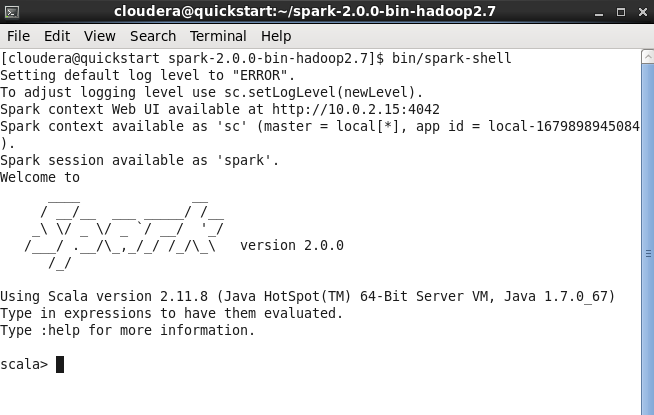 cloudera@quickstart:~/spark-2.0.0-bin-hadoop2.7
File Edit View Search Terminal Help
[cloudera@quickstart spark-2.0.0-bin-hadoop2.7]$ bin/spark-shell
Setting default log level to "ERROR".
To adjust logging level use sc.setLogLevel(newLevel).
Spark context Web UI available at http://10.0.2.15:4042
Spark context available as 'sc' (master = local[*], app id = local-1679898945084
).
Spark session available as 'spark'.
Welcome to
      ____              __
     / __/__  ___ _____/ /__
    _\ \/ _ \/ _ `/ __/  '_/
   /___/ .__/\_,_/_/ /_/\_\   version 2.0.0
      /_/
Using Scala version 2.11.8 (Java HotSpot(TM) 64-Bit Server VM, Java 1.7.0_67)
Type in expressions to have them evaluated.
Type :help for more information.
scala>